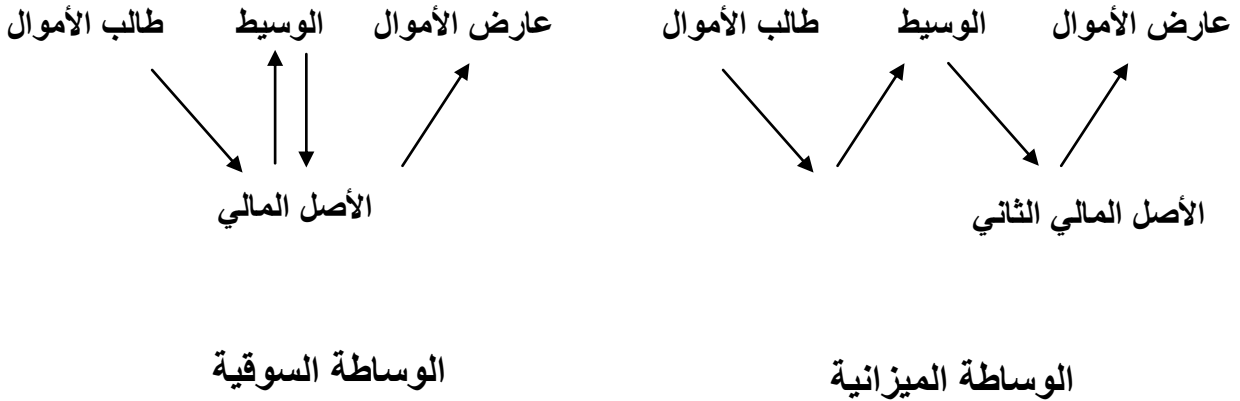 عارض الأموال الوسيط طالب الأموال
الأصل المالي الثاني
الوساطة الميزانية
عارض الأموال الوسيط طالب الأموال
الأصل المالي
الوساطة السوقية